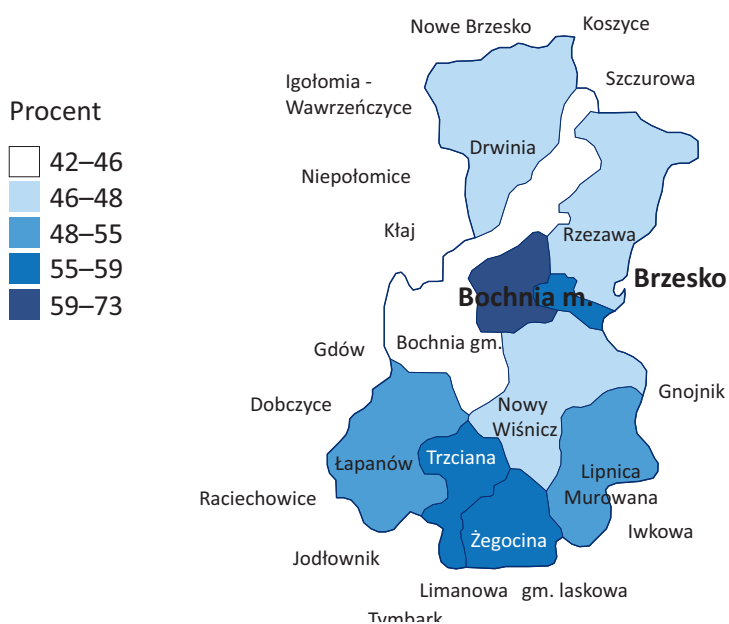 Nowe Brzesko
Koszyce
Igołomia -
Wawrzeńczyce
Szczurowa
Procent
42–46
46–48
48–55
55–59
59–73
Drwinia
Niepołomice
Kłaj
Rzezawa
Brzesko
Bochnia m.
Gdów
Bochnia gm.
Gnojnik
Dobczyce
Nowy
Wiśnicz
Trzciana
Łapanów
Lipnica
Murowana
Raciechowice
Iwkowa
Żegocina
Jodłownik
Limanowa
gm. laskowa
Tymbark